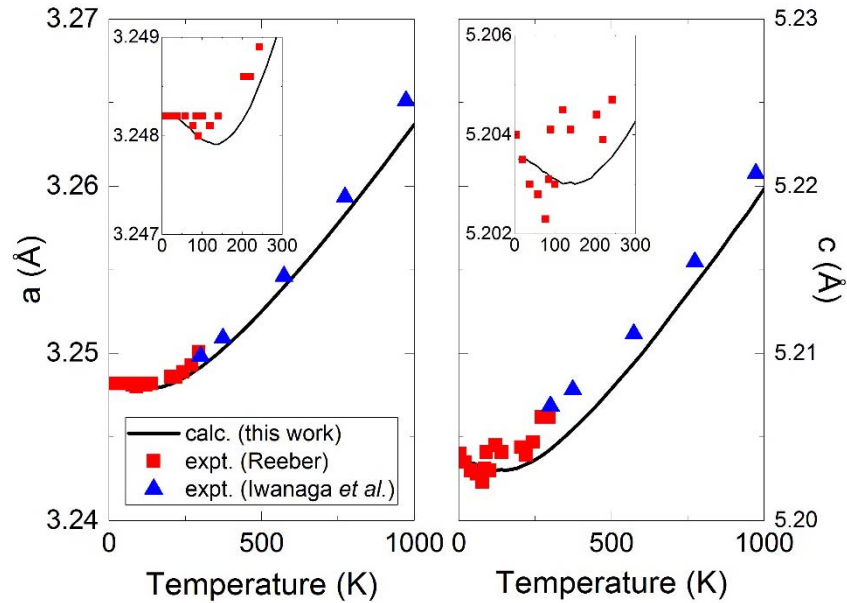 3.27
3.26
3.25
3.24
a (Å)
3.249
3.248
3.247
0 100 200 300
calc. (this work)
expt. (Reeber)
expt. (Iwanaga et al.)
0 500 1000
Temperature (K)
5.206
5.204
5.202
0 100 200 300
0 500 1000
Temperature (K)
5.23
5.22
5.21
5.20
c (Å)